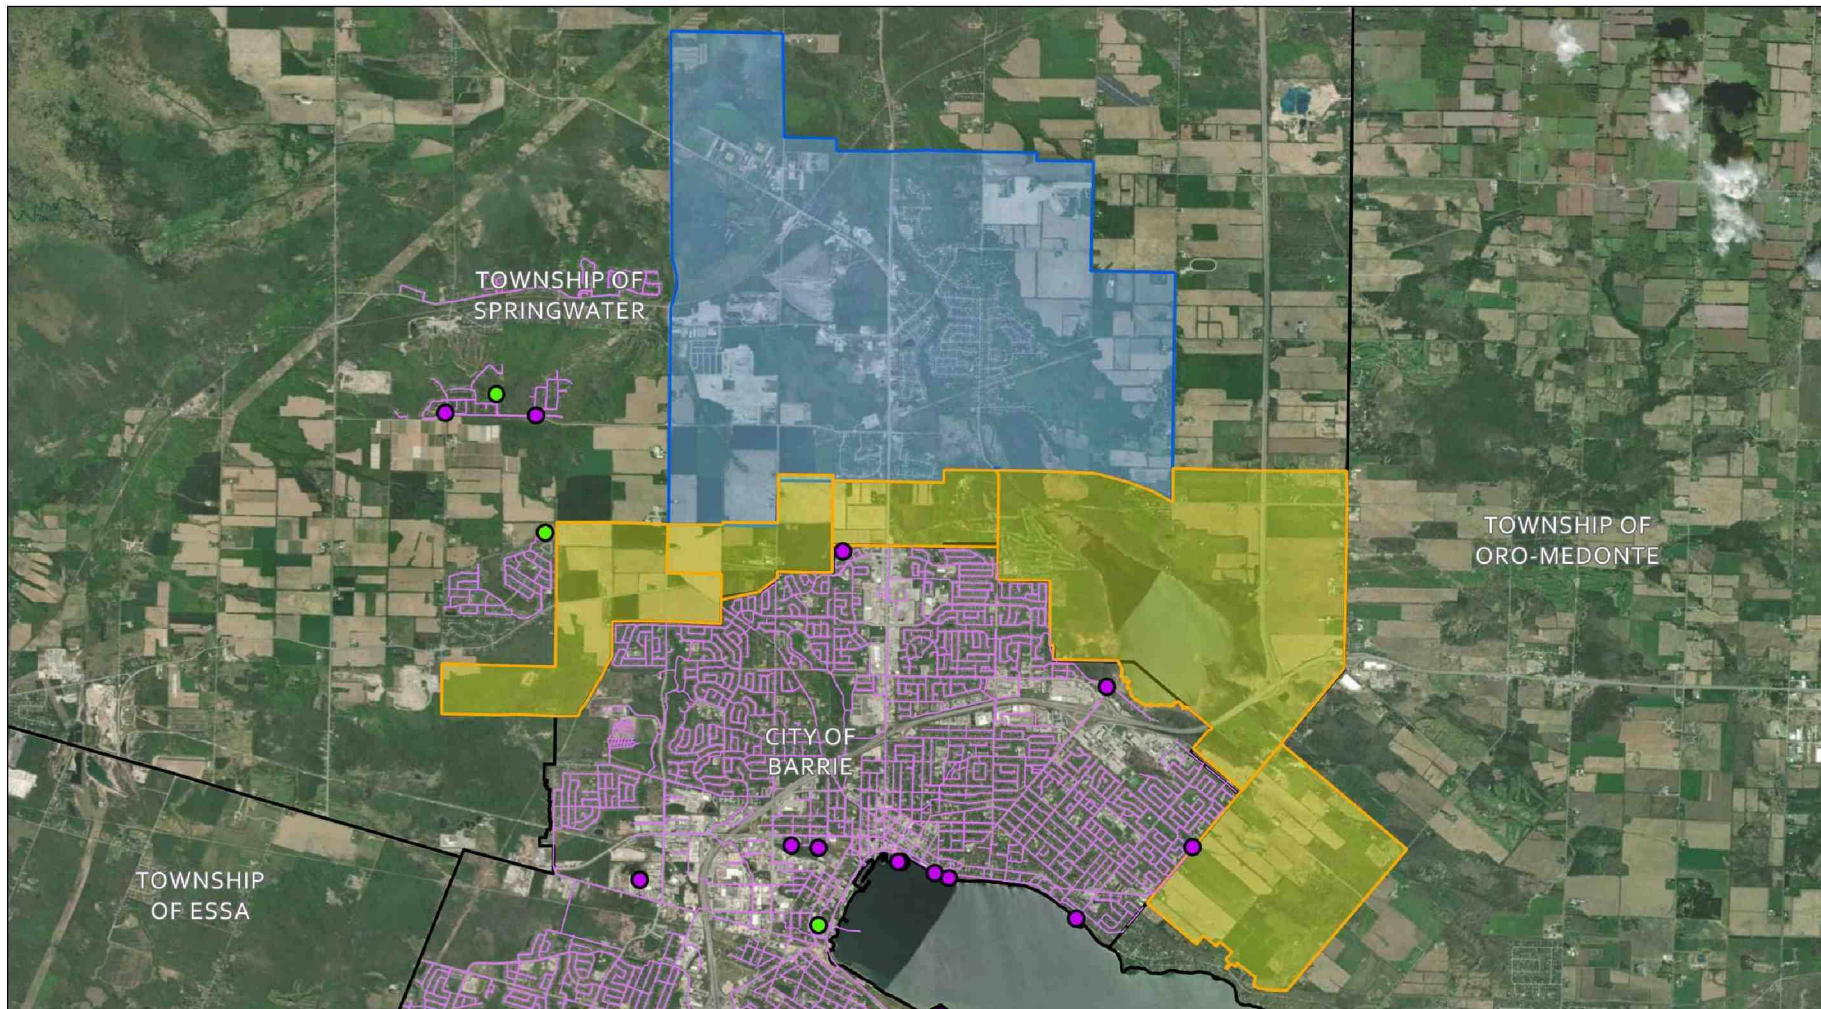 TOWNSHIP OF
SPRINGWATER
TOWNSHIP OF
ORO-MEDONTE
CITY OF
BARRIE
TOWNSHIP
OF ESSA